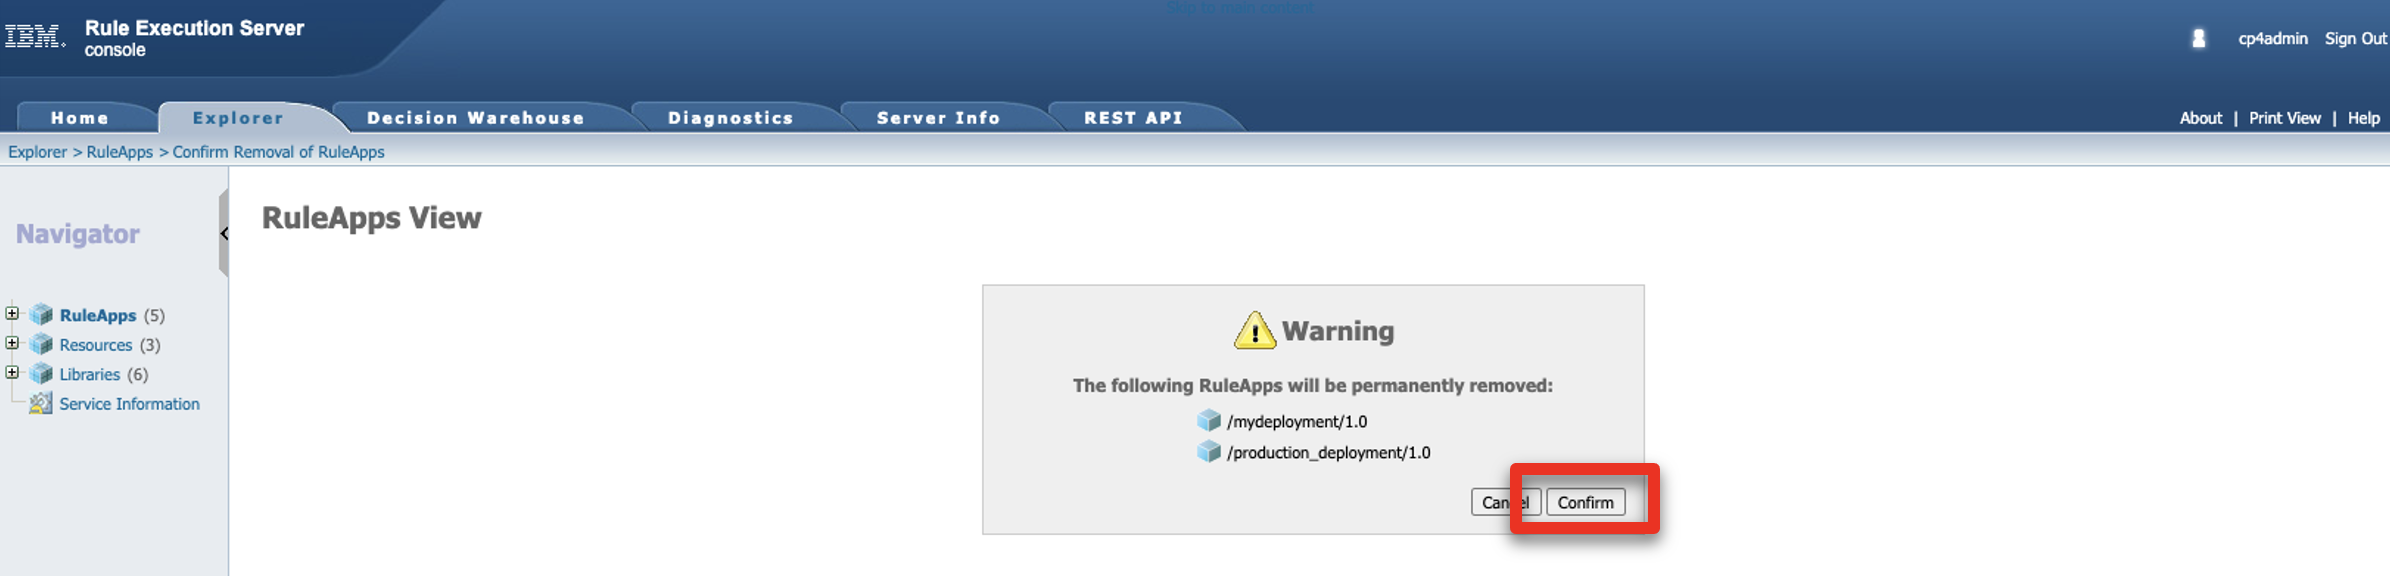 Skip to main content
IBM.
Rule Execution Server
console
cp4admin Sign Out
Home Explorer Decision Warehouse Diagnostics Server Info REST API
About | Print View | Help
Explorer > RuleApps > Confirm Removal of RuleApps
Navigator
RuleApps (5)
Resources (3)
Libraries (6)
Service Information
RuleApps View
Warning
The following RuleApps will be permanently removed:
/mydeployment/1.0
/production_deployment/1.0
Cancel Confirm